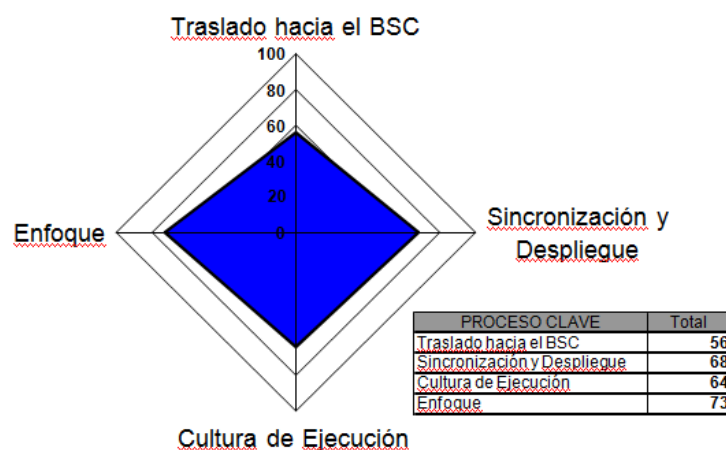 Traslado hacia el BSC
100
80
60
40
20
0
Enfoque
Sincronización y
Despliegue
PROCESO CLAVE Total
Traslado hacia el BSC 56
Sincronización y Despliegue 68
Cultura de Ejecución 64
Enfoque 73
Cultura de Ejecución